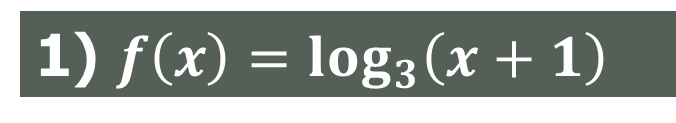 1) f(x) = log₃(x + 1)